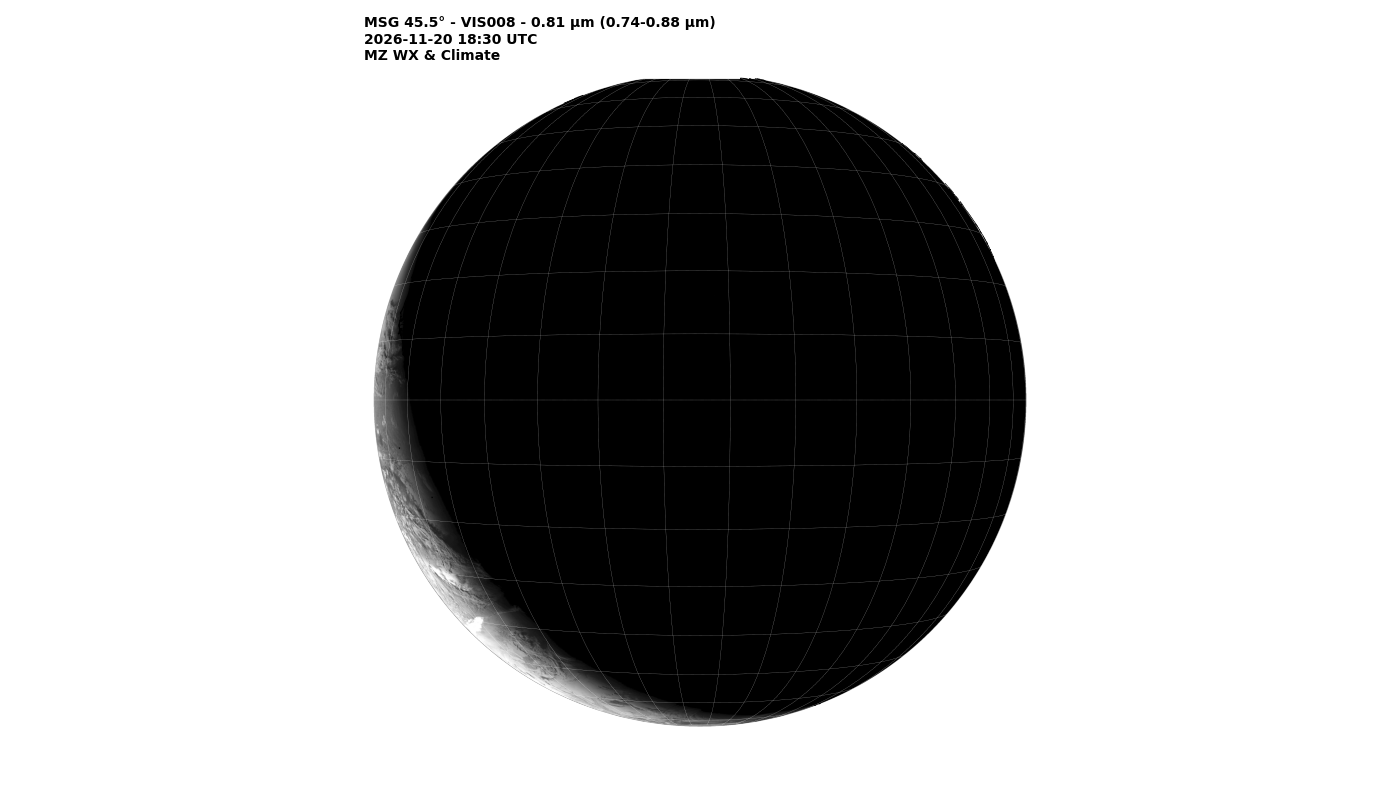 MSG 45.5° - VIS008 - 0.81 µm (0.74-0.88 µm)
2026-11-20 18:30 UTC
MZ WX & Climate